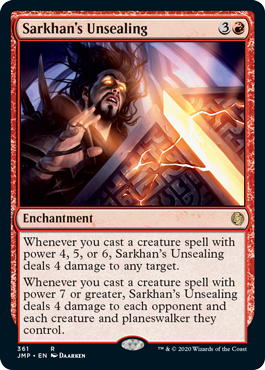 Sarkhan's Unsealing 3
Enchantment
Whenever you cast a creature spell with
power 4, 5, or 6, Sarkhan's Unsealing
deals 4 damage to any target.
Whenever you cast a creature spell with
power 7 or greater, Sarkhan's Unsealing
deals 4 damage to each opponent and
each creature and planeswalker they
control.
361 R
JMP • EN DAARKEN
™ & © 2020 Wizards of the Coast